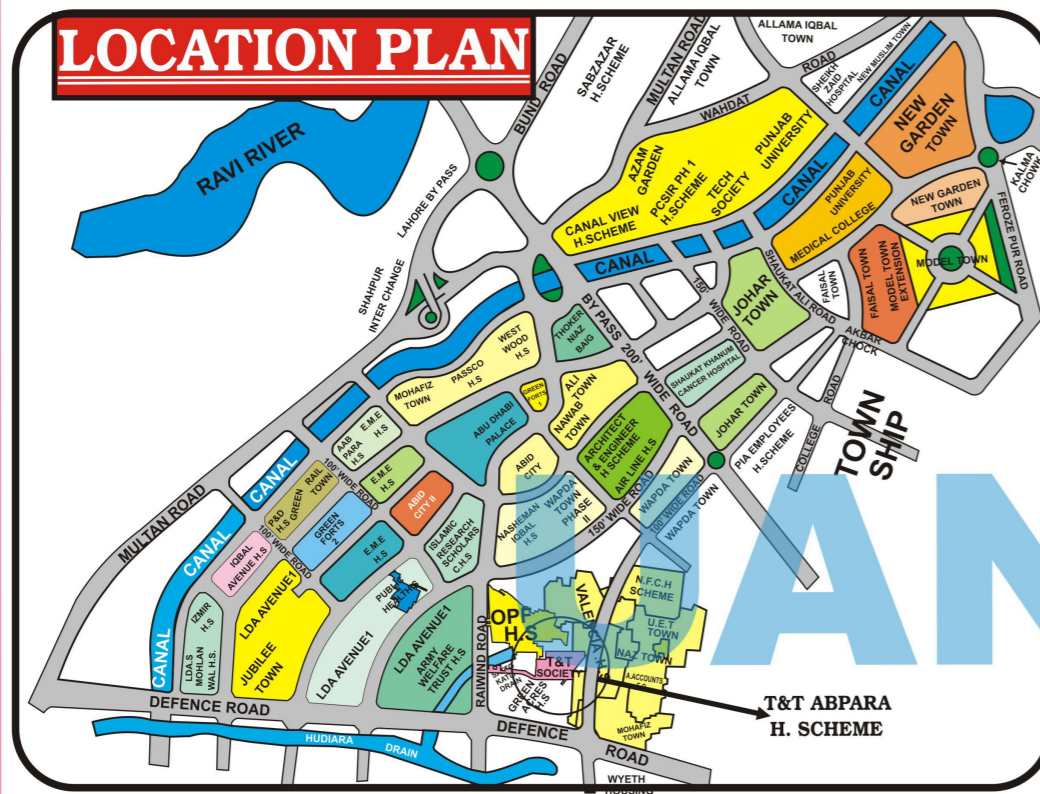 LOCATION PLAN
RAVI RIVER
BUND ROAD
SABZAZAR
H.SCHEME
MULTAN ROAD
ALLAMA IQBAL
TOWN
ALLAMA IQBAL
TOWN
WAHDAT
ROAD
SHEIKH
ZAID
HOSPITAL
NEW MUSLIM TOWN
CANAL
NEW
GARDEN
TOWN
KALMA
CHOWK
LAHORE BY PASS
AZAM
GARDEN
CANAL VIEW
H.SCHEME
PCSIR PH 1
H.SCHEME
TECH
SOCIETY
PUNJAB
UNIVERSITY
CANAL
PUNJAB
UNIVERSITY
MEDICAL COLLEGE
NEW GARDEN
TOWN
FEROZE PUR ROAD
MODEL TOWN
FAISAL TOWN
MODEL TOWN
EXTENSION
FAISAL
TOWN
SHAUKAT ALI ROAD
AKBAR
CHOCK
SHAHPUR
INTER CHANGE
CANAL
150' WIDE ROAD
JOHAR
TOWN
BY PASS 200' WIDE ROAD
THOKER
NIAZ
BAIG
WEST
WOOD
H.S
PASSCO
H.S
MOHAFIZ
TOWN
GREEN
FORTS
1
ALI
TOWN
NAWAB
TOWN
SHAUKAT KHANUM
CANCER HOSPITAL
JOHAR TOWN
PIA EMPLOYEES
H.SCHEME
COLLEGE
ROAD
TOWN
SHIP
ABU DHABI
PALACE
ARCHITECT
& ENGINEER
H SCHEME
AIR LINE H.S
E.M.E
H.S
AAB
PARA
H.S
E.M.E
H.S
ABID
CITY II
ABID
CITY
NASHEMAN
IQBAL
H.S
WAPDA
TOWN
PHASE
II
WAPDA TOWN
100' WIDE ROAD
WAPDA TOWN
150' WIDE ROAD
CANAL
MULTAN ROAD
100' WIDE ROAD
RAIL
TOWN
P&D
H.S GREEN
100' WIDE ROAD
GREEN
FORTS
2
E.M.E
H.S
ISLAMIC
RESEARCH
SCHOLARS
C.H.S
CANAL
IQBAL
AVENUE H.S
IZMIR
H.S
LDA.S
MOHLAN
WAL H.S.
LDA AVENUE1
JUBILEE
TOWN
PUBLIC
HEALTH
LDA AVENUE1
LDA AVENUE1
ARMY
WELFARE
TRUST H.S
RAIWIND ROAD
H.S
VALENCIA
N.F.C.H
SCHEME
U.E.T
TOWN
NAZ TOWN
T&T
SOCIETY
DRAIN
GREEN
ACRES
H.S
A.ACCOUNTS
MOHAFIZ
TOWN
CANAL
DEFENCE ROAD
DEFENCE
ROAD
HUDIARA
DRAIN
T&T ABPARA
H. SCHEME
WYETH
HOUSING